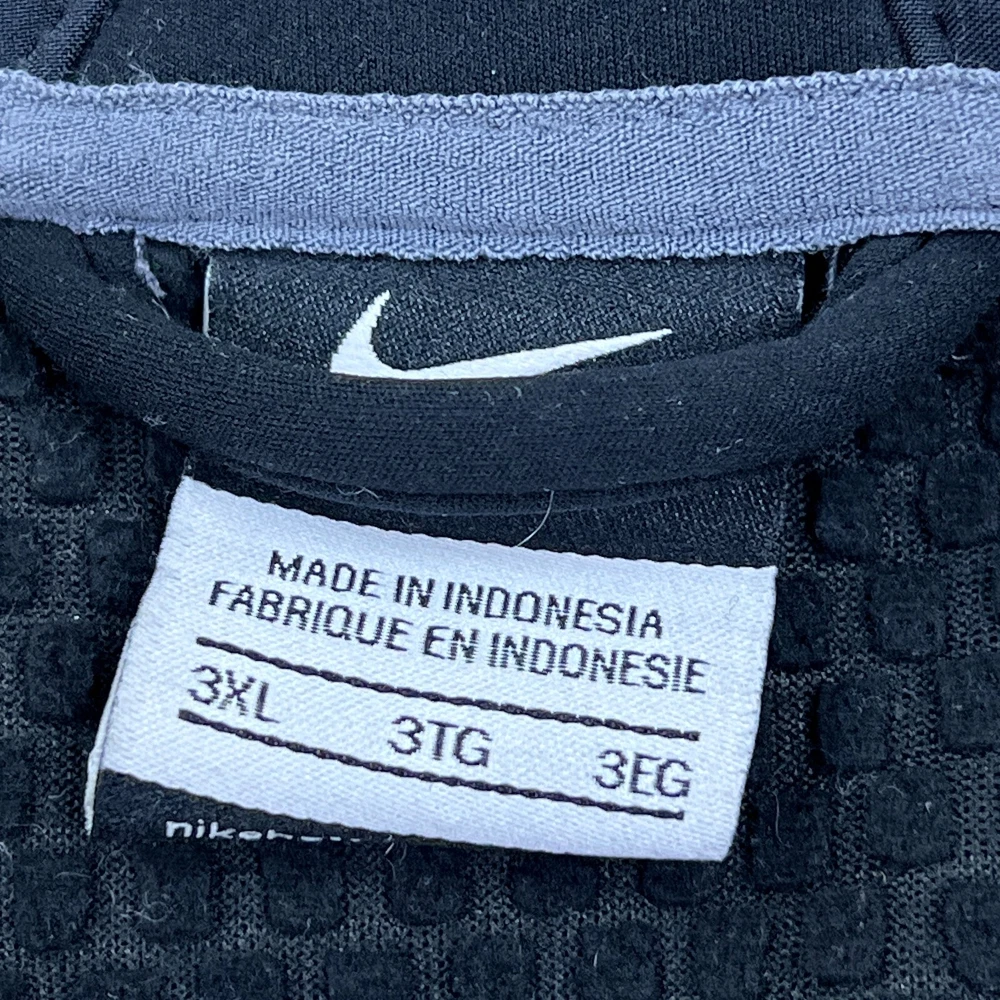 MADE IN INDONESIA
FABRIQUE EN INDONESIE
3XL 3TG 3EG